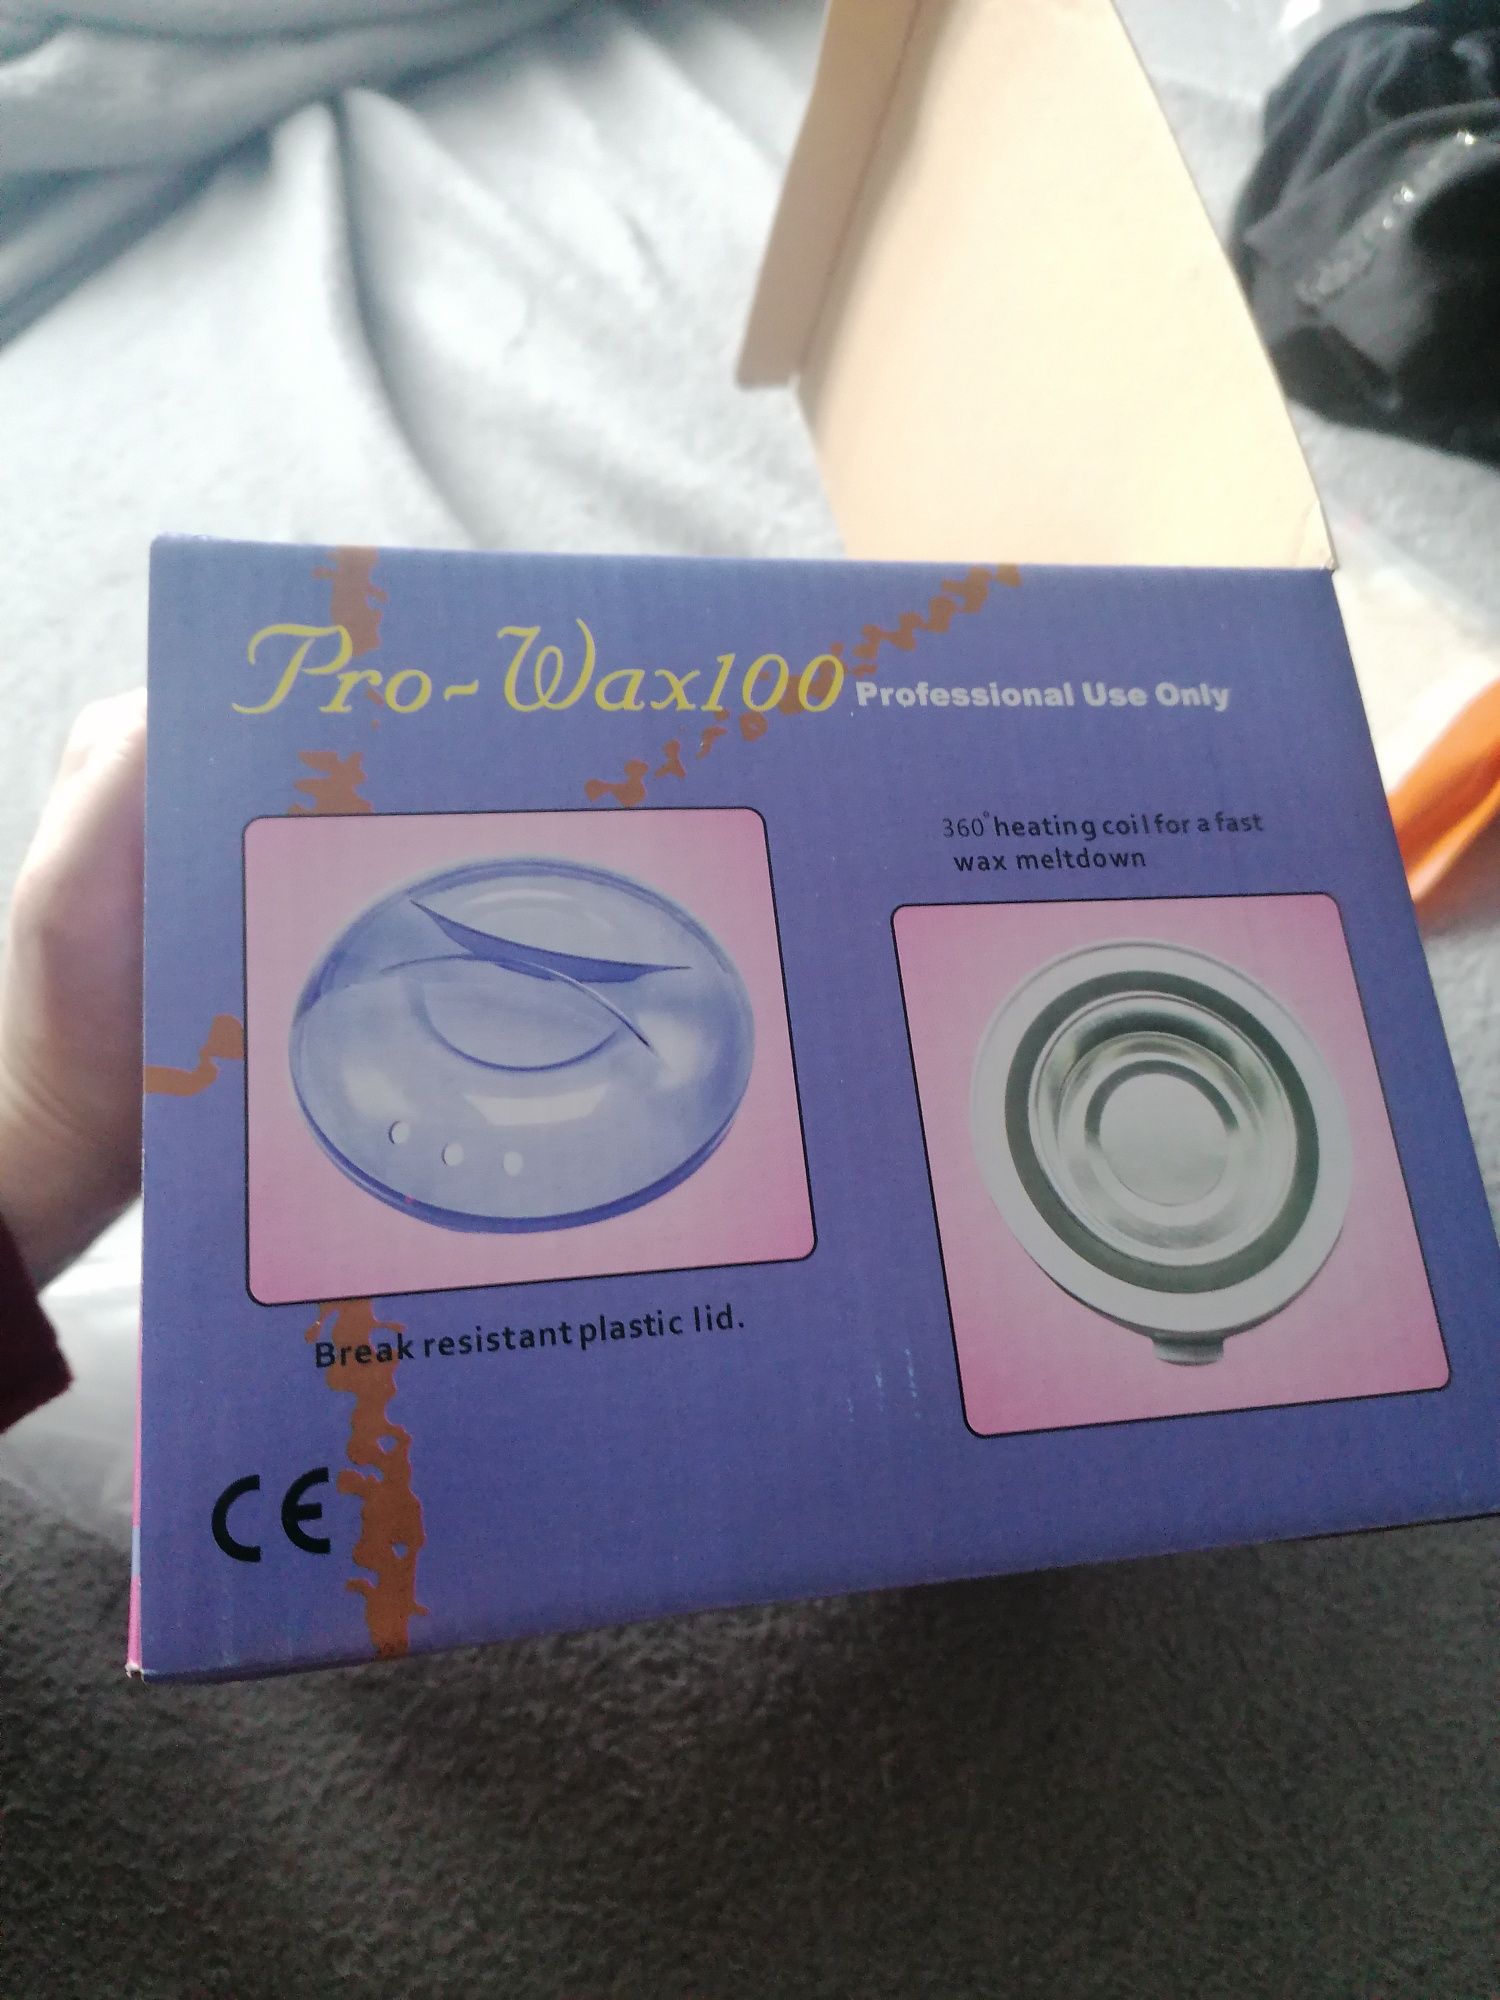 Pro-Wax100 Professional Use Only
360° heating coil for a fast
wax meltdown
Break resistant plastic lid.
CE